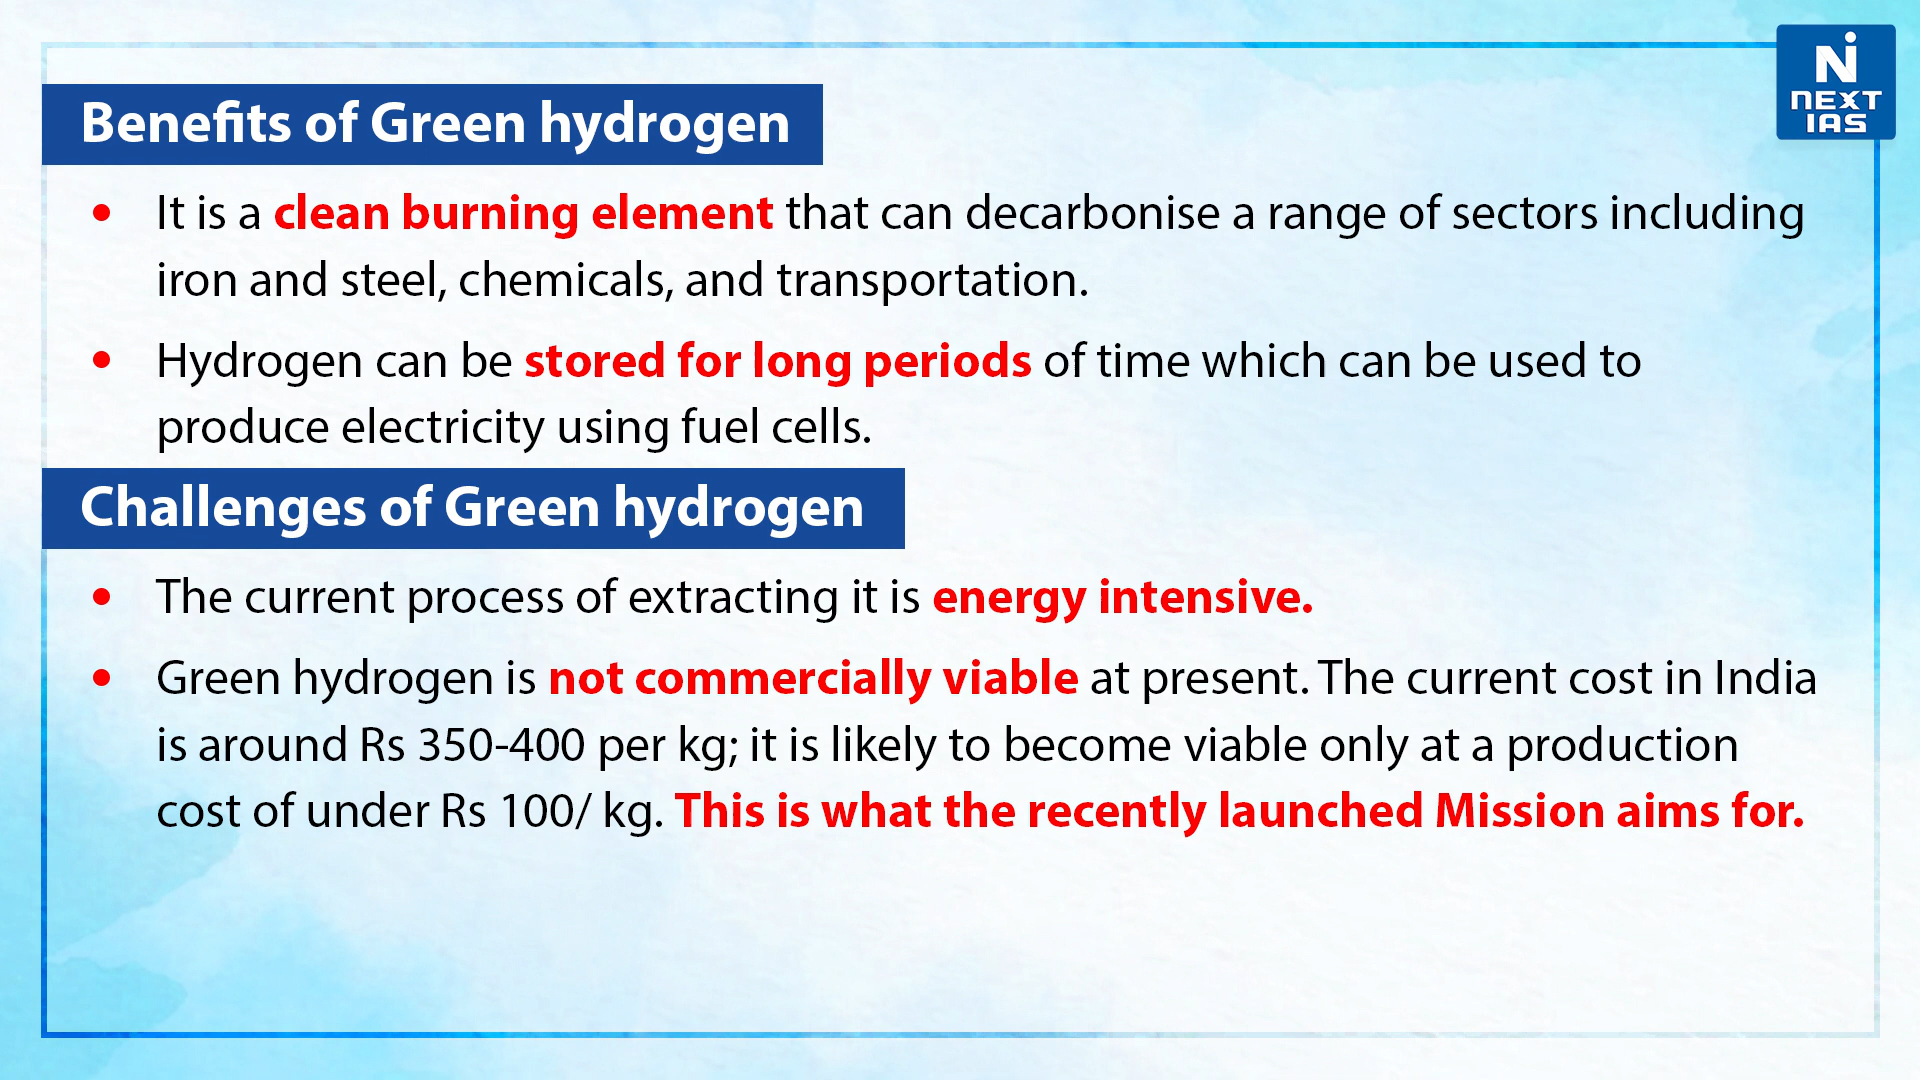 NEXT
IAS
Benefits of Green hydrogen
• It is a clean burning element that can decarbonise a range of sectors including
iron and steel, chemicals, and transportation.
• Hydrogen can be stored for long periods of time which can be used to
produce electricity using fuel cells.
Challenges of Green hydrogen
• The current process of extracting it is energy intensive.
• Green hydrogen is not commercially viable at present. The current cost in India
is around Rs 350-400 per kg; it is likely to become viable only at a production
cost of under Rs 100/ kg. This is what the recently launched Mission aims for.